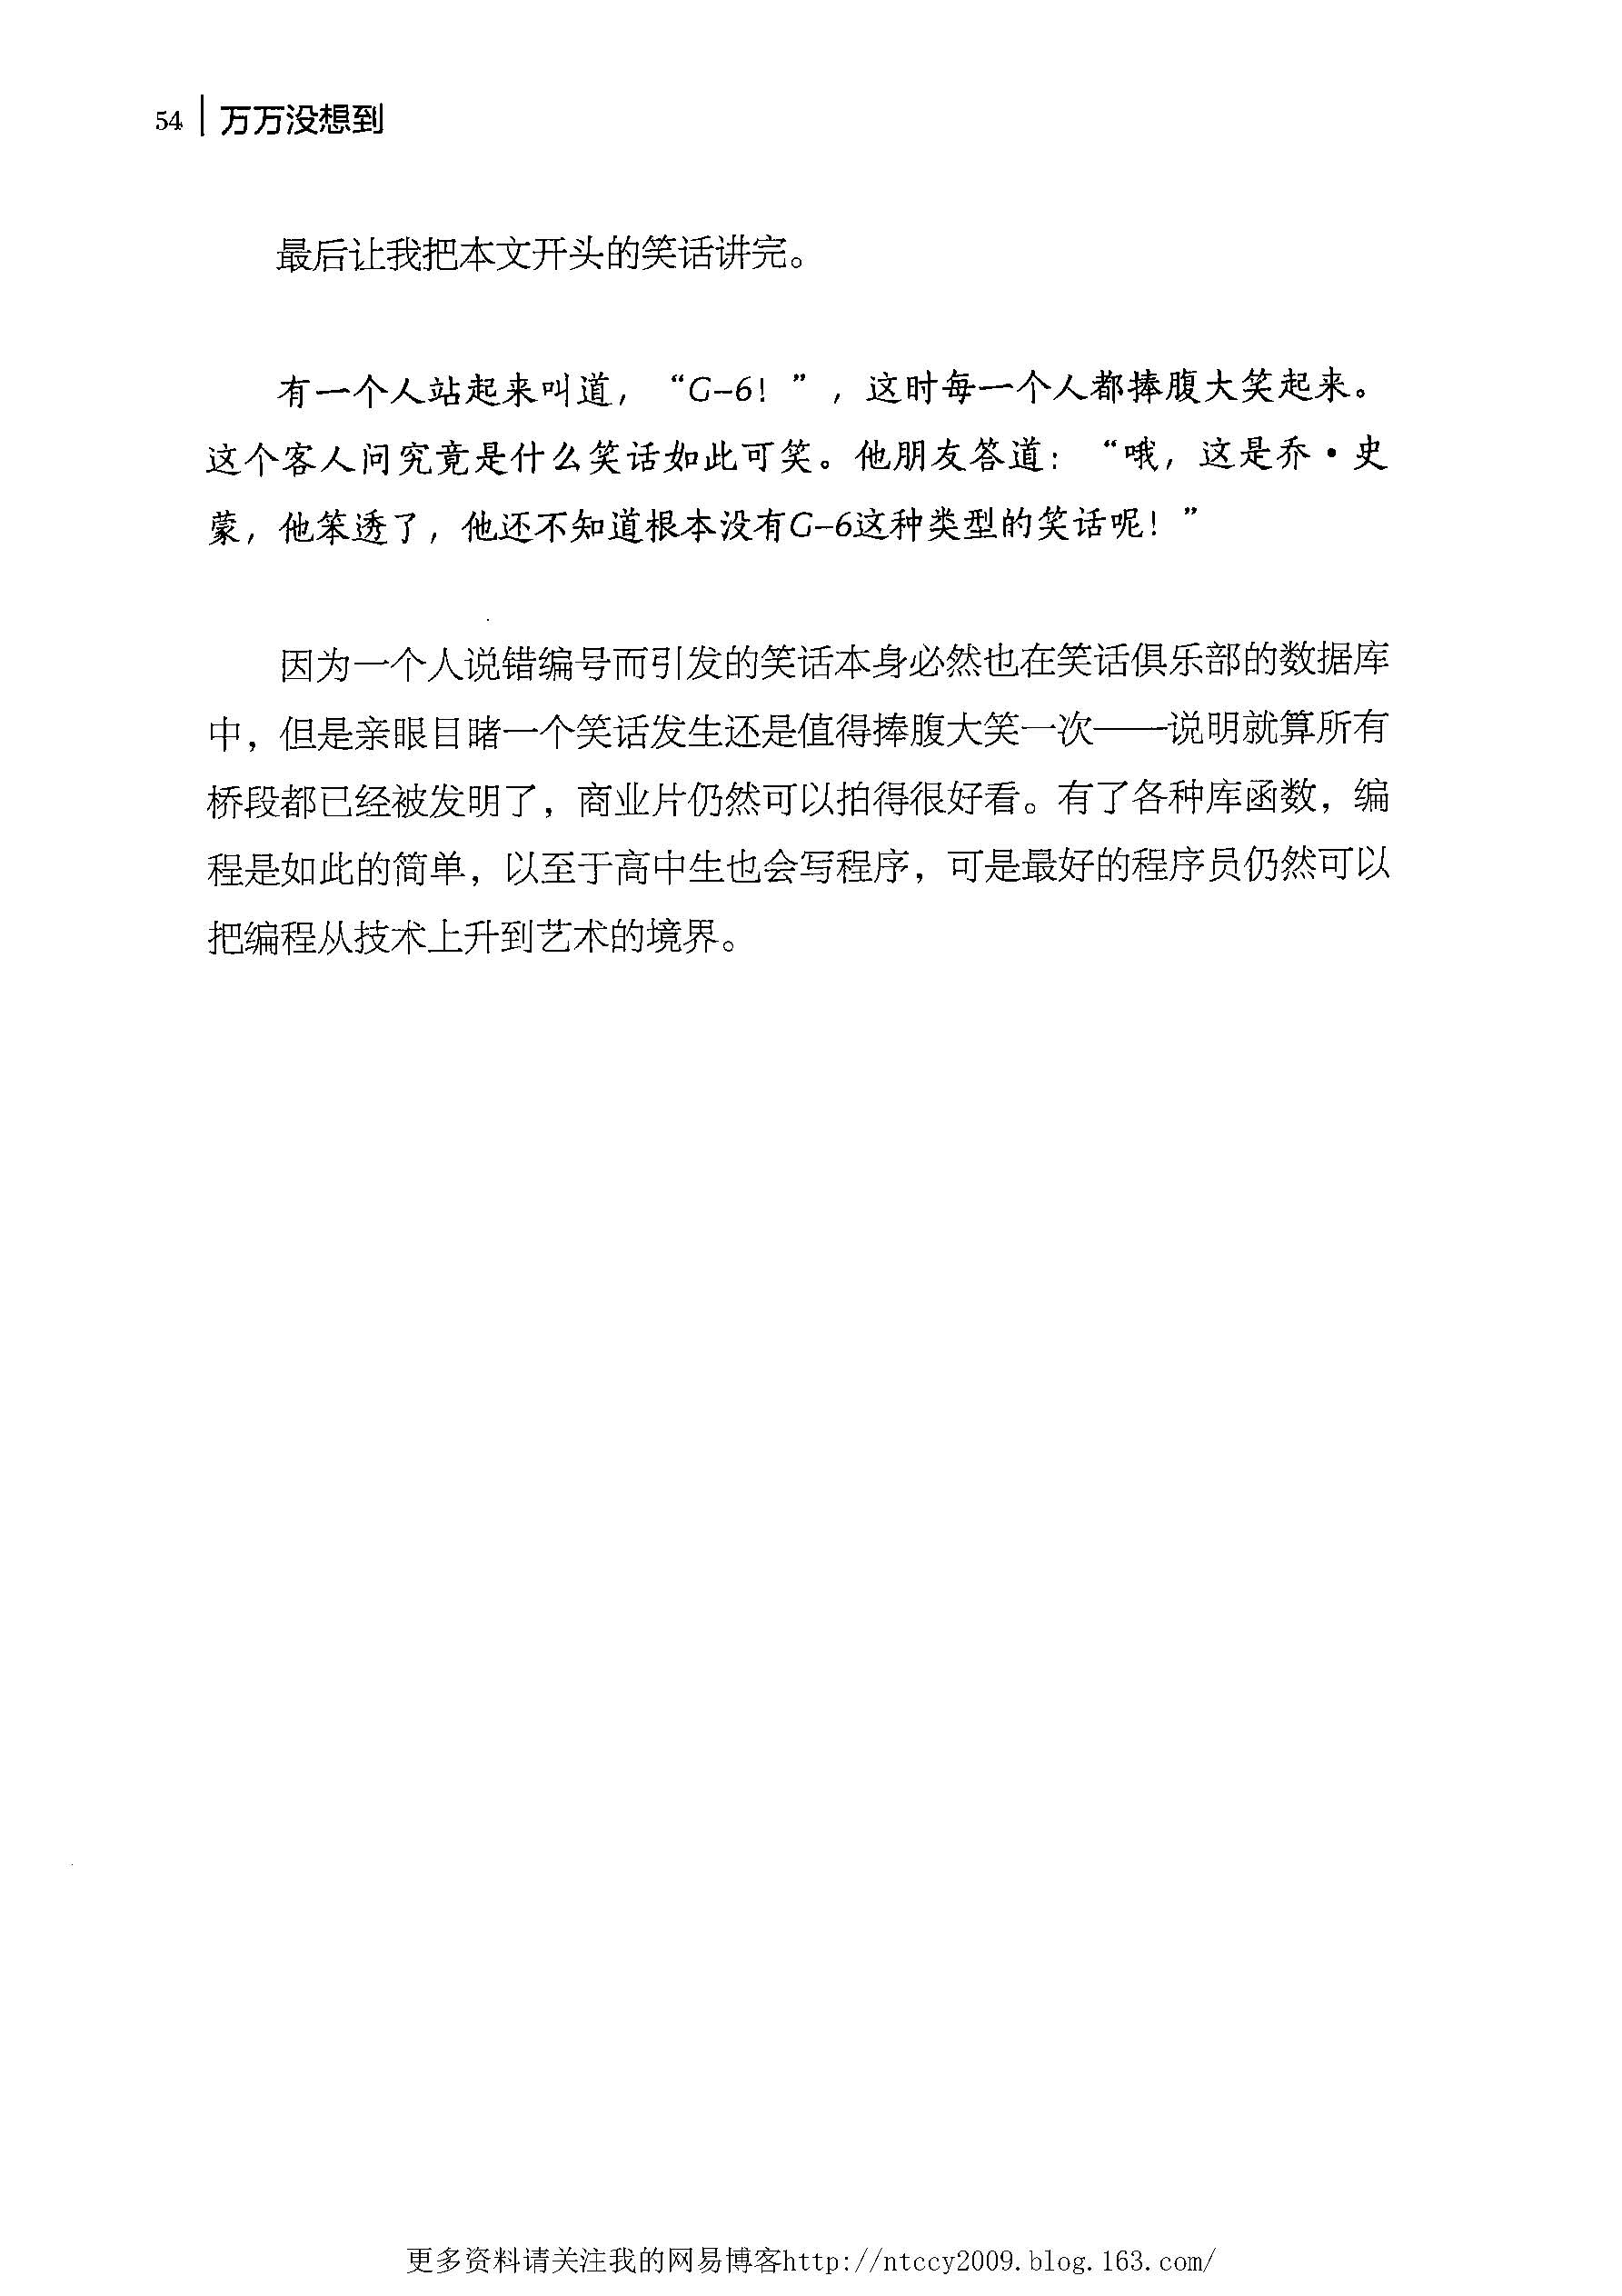 54 万万没想到
最后让我把本文开头的笑话讲完。
有一个人站起来叫道，“G-6！”，这时每一个人都捧腹大笑起来。
这个客人问究竟是什么笑话如此可笑。他朋友答道：“哦，这是乔·史
蒙，他笨透了，他还不知道根本没有G-6这种类型的笑话呢！”
因为一个人说错编号而引发的笑话本身必然也在笑话俱乐部的数据库
中，但是亲眼目睹一个笑话发生还是值得捧腹大笑一次——说明就算所有
桥段都已经被发明了，商业片仍然可以拍得很好看。有了各种库函数，编
程是如此的简单，以至于高中生也会写程序，可是最好的程序员仍然可以
把编程从技术上升到艺术的境界。
更多资料请关注我的网易博客http://ntccy2009.blog.163.com/